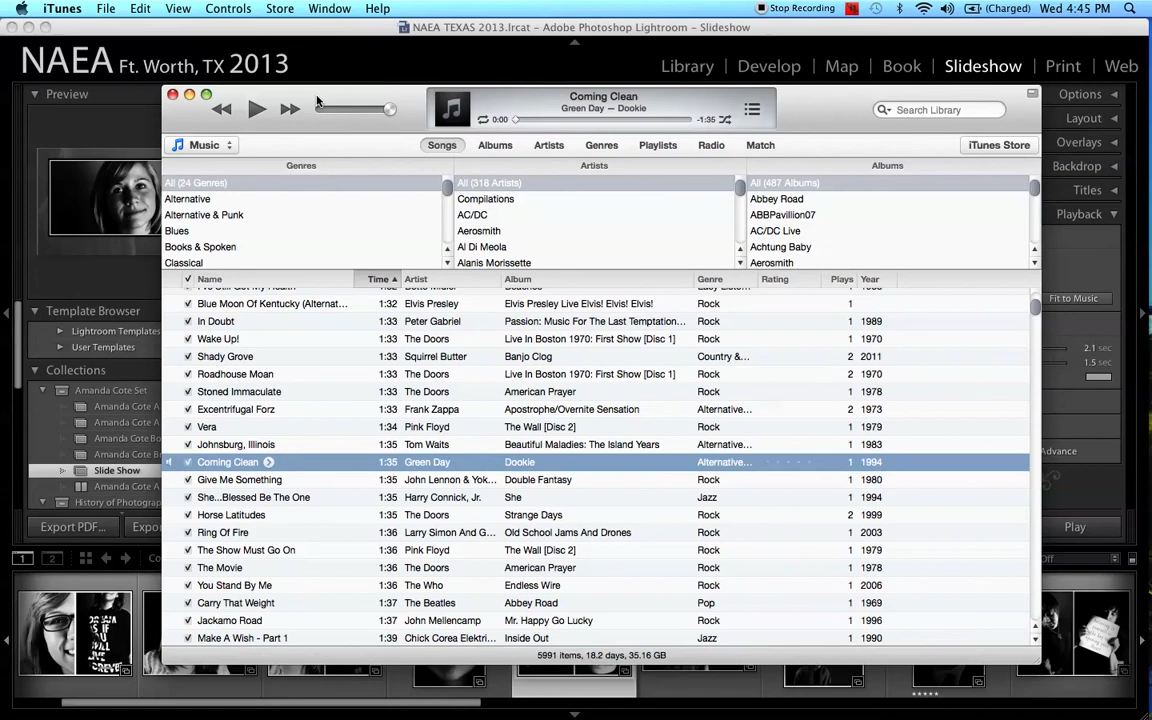 iTunes File Edit View Controls Store Window Help Stop Recording (Charged) Wed 4:45 PM
NAEA TEXAS 2013.lrcat – Adobe Photoshop Lightroom – Slideshow
NAEA Ft. Worth, TX 2013 Library Develop Map Book Slideshow Print Web
Preview
Coming Clean
Green Day — Dookie
0:00 -1:35
Search Library
Options
Layout
Overlays
Backdrop
Titles
Playback
Music Songs Albums Artists Genres Playlists Radio Match iTunes Store
Genres Artists Albums
All (24 Genres) All (318 Artists) All (487 Albums)
Alternative Compilations Abbey Road
Alternative & Punk AC/DC ABBPavillion07
Blues Aerosmith AC/DC Live
Books & Spoken Al Di Meola Achtung Baby
Classical Alanis Morissette Aerosmith
Name Time Artist Album Genre Rating Plays Year
Blue Moon Of Kentucky (Alternat... 1:32 Elvis Presley Elvis Presley Live Elvis! Elvis! Elvis! Rock 1
In Doubt 1:33 Peter Gabriel Passion: Music For The Last Temptation... Rock 1 1989
Wake Up! 1:33 The Doors Live In Boston 1970: First Show [Disc 1] Rock 1 1970
Shady Grove 1:33 Squirrel Butter Banjo Clog Country &... 2 2011
Roadhouse Moan 1:33 The Doors Live In Boston 1970: First Show [Disc 1] Rock 2 1970
Stoned Immaculate 1:33 The Doors American Prayer Rock 1 1978
Excentrifugal Forz 1:33 Frank Zappa Apostrophe/Overnite Sensation Alternative... 2 1973
Vera 1:34 Pink Floyd The Wall [Disc 2] Rock 1 1979
Johnsburg, Illinois 1:35 Tom Waits Beautiful Maladies: The Island Years Alternative... 1 1983
Coming Clean 1:35 Green Day Dookie Alternative... 1 1994
Give Me Something 1:35 John Lennon & Yok... Double Fantasy Rock 1 1980
She...Blessed Be The One 1:35 Harry Connick, Jr. She Jazz 1 1994
Horse Latitudes 1:35 The Doors Strange Days Rock 2 1999
Ring Of Fire 1:36 Larry Simon And G... Old School Jams And Drones Rock 1 2003
The Show Must Go On 1:36 Pink Floyd The Wall [Disc 2] Rock 1 1979
The Movie 1:36 The Doors American Prayer Rock 1 1978
You Stand By Me 1:36 The Who Endless Wire Rock 1 2006
Carry That Weight 1:37 The Beatles Abbey Road Pop 1 1969
Jackamo Road 1:37 John Mellencamp Mr. Happy Go Lucky Rock 1 1996
Make A Wish - Part 1 1:39 Chick Corea Elektri... Inside Out Jazz 1 1990
5991 items, 18.2 days, 35.16 GB
Template Browser
Lightroom Templates
User Templates
Collections
Amanda Cote Set
Amanda Cote A
Amanda Cote A
Amanda Cote Bo
Amanda Cote B
Slide Show
Amanda Cote A
History of Photograp
Export PDF...
Fit to Music
2.1 sec
1.5 sec
Play
1 2
Off